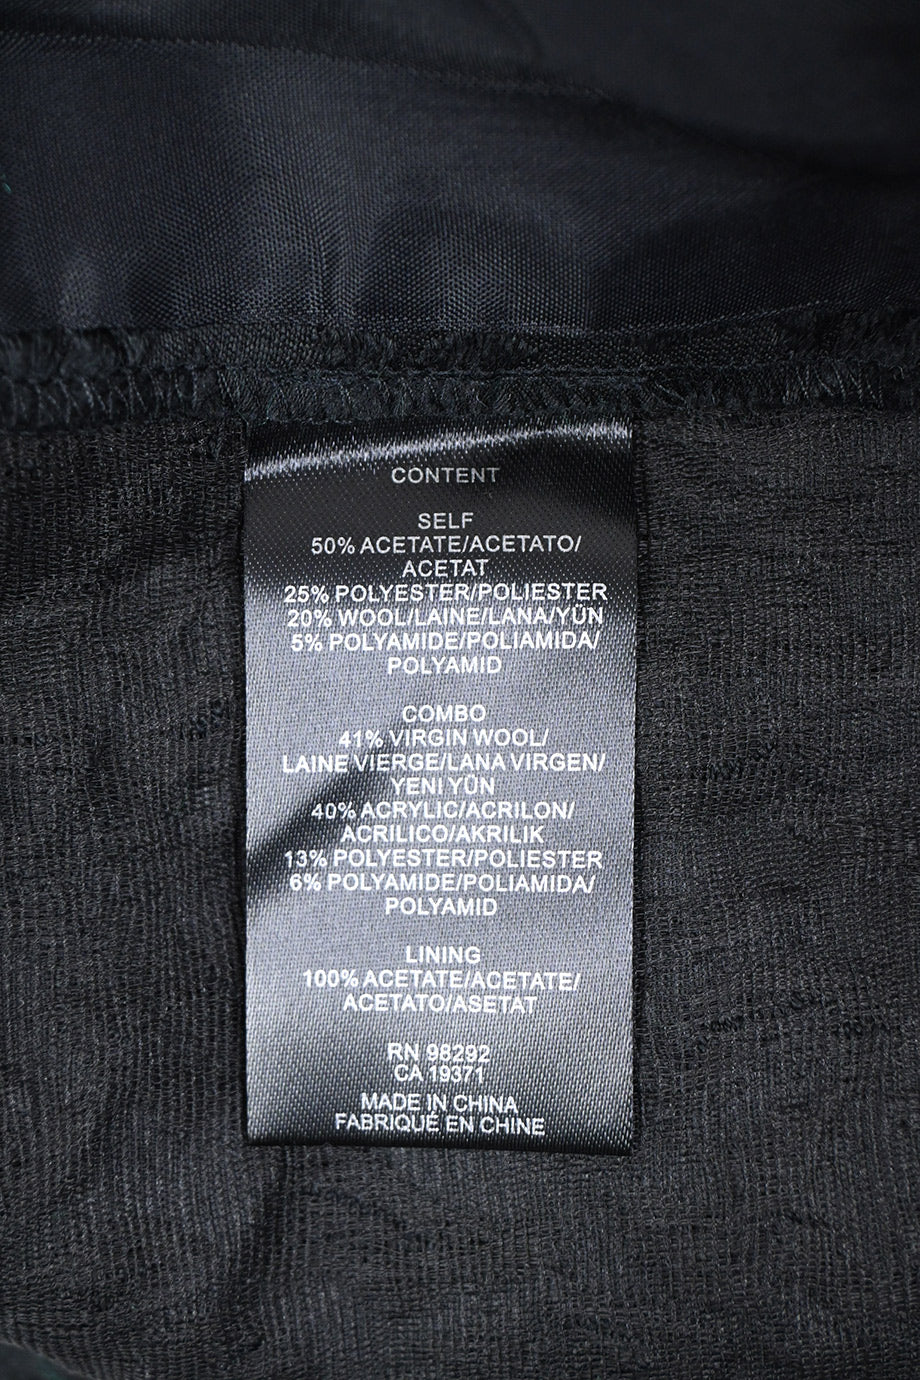 CONTENT
SELF
50% ACETATE/ACETATO/
ACETAT
25% POLYESTER/POLIESTER
20% WOOL/LAINE/LANA/YÜN
5% POLYAMIDE/POLIAMIDA/
POLYAMID
COMBO
41% VIRGIN WOOL/
LAINE VIERGE/LANA VIRGEN/
YENI YÜN
40% ACRYLIC/ACRILON/
ACRILICO/AKRILIK
13% POLYESTER/POLIESTER
6% POLYAMIDE/POLIAMIDA/
POLYAMID
LINING
100% ACETATE/ACETATE/
ACETATO/ASETAT
RN 98292
CA 19371
MADE IN CHINA
FABRIQUÉ EN CHINE